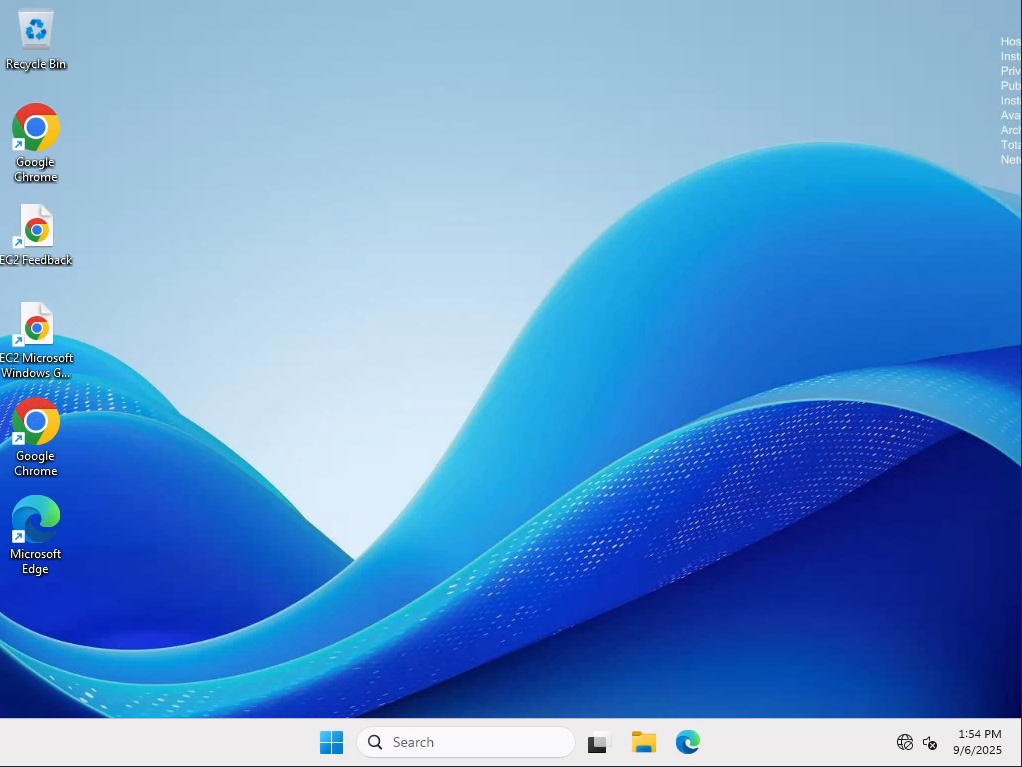 Recycle Bin
Google
Chrome
EC2 Feedback
EC2 Microsoft
Windows G...
Google
Chrome
Microsoft
Edge
Hos
Inst
Priv
Pub
Inst
Ava
Arch
Tota
Net
Search
1:54 PM
9/6/2025